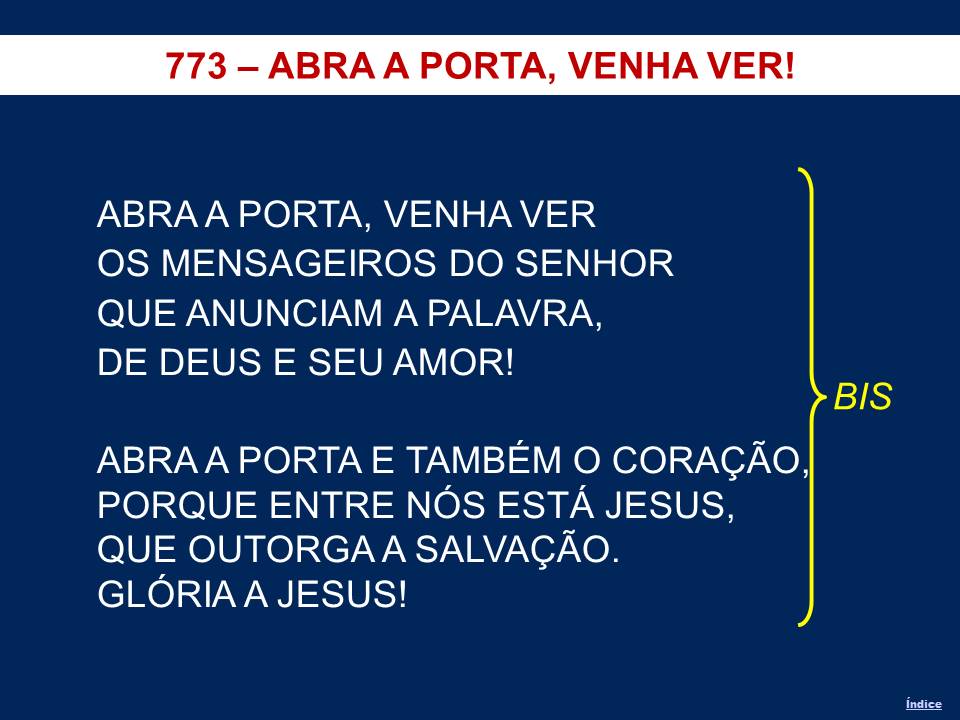 773 – ABRA A PORTA, VENHA VER!
ABRA A PORTA, VENHA VER
OS MENSAGEIROS DO SENHOR
QUE ANUNCIAM A PALAVRA,
DE DEUS E SEU AMOR!
BIS
ABRA A PORTA E TAMBÉM O CORAÇÃO,
PORQUE ENTRE NÓS ESTÁ JESUS,
QUE OUTORGA A SALVAÇÃO.
GLÓRIA A JESUS!
Índice